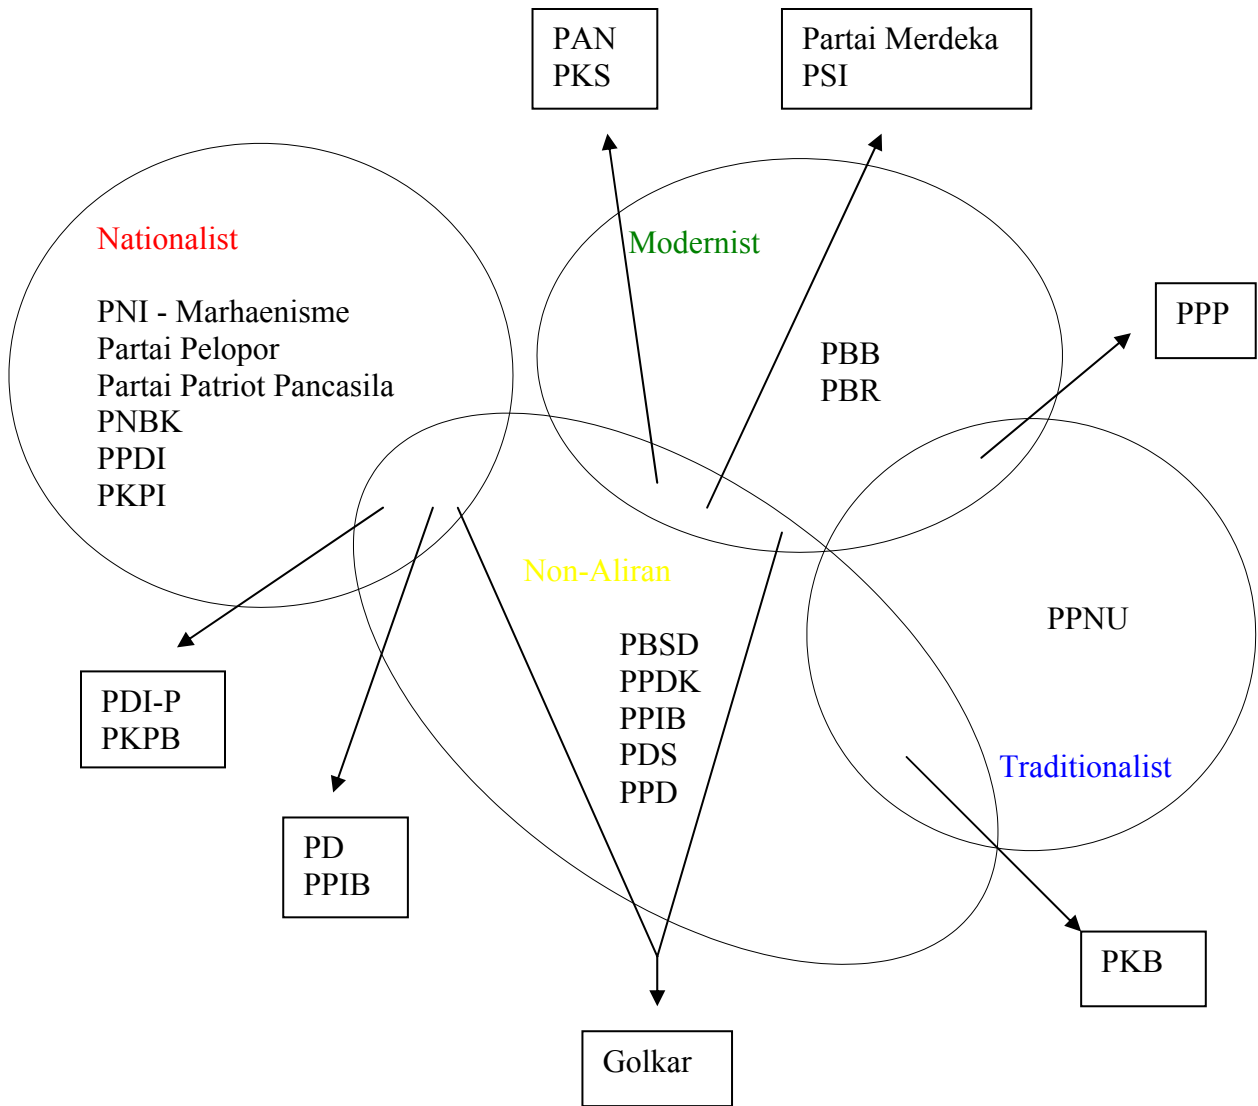 PAN
PKS
Partai Merdeka
PSI
Nationalist
PNI - Marhaenisme
Partai Pelopor
Partai Patriot Pancasila
PNBK
PPDI
PKPI
Modernist
PBB
PBR
PPP
Non-Aliran
PBSD
PPDK
PPIB
PDS
PPD
PPNU
Traditionalist
PDI-P
PKPB
PD
PPIB
PKB
Golkar